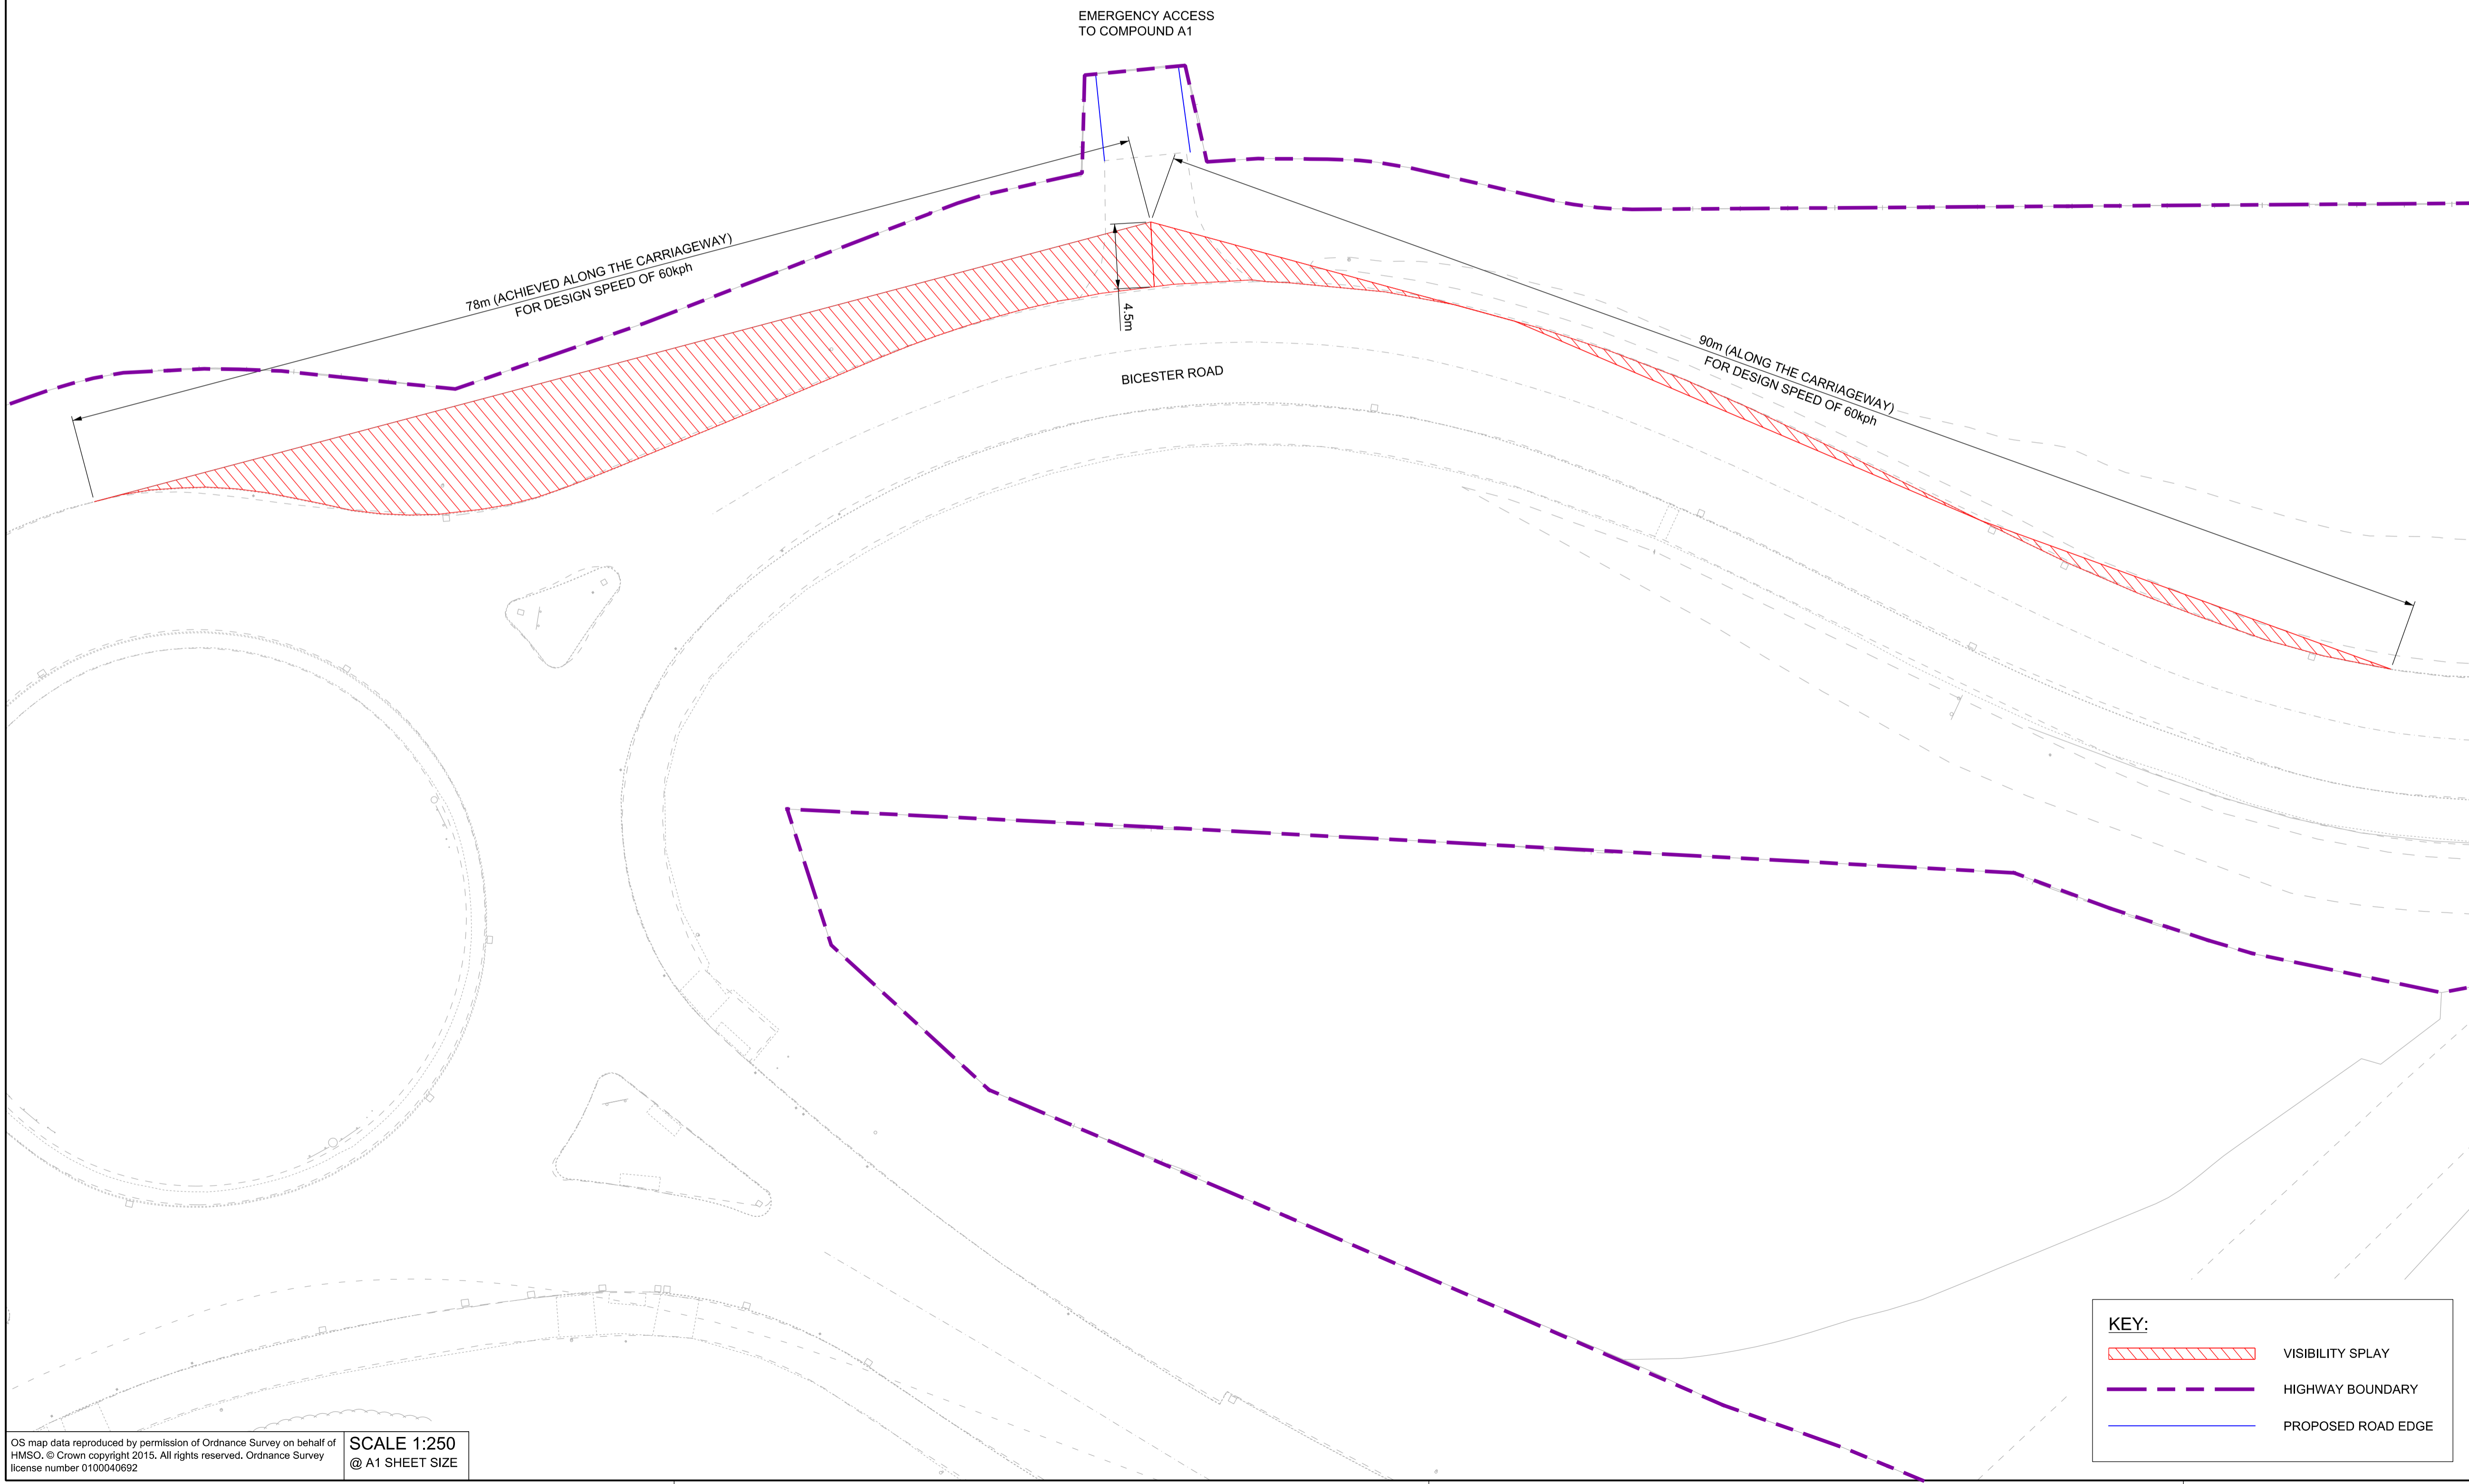 EMERGENCY ACCESS
TO COMPOUND A1
78m (ACHIEVED ALONG THE CARRIAGEWAY)
FOR DESIGN SPEED OF 60kph
4.5m
90m (ALONG THE CARRIAGEWAY)
FOR DESIGN SPEED OF 60kph
BICESTER ROAD
KEY:
VISIBILITY SPLAY
HIGHWAY BOUNDARY
PROPOSED ROAD EDGE
OS map data reproduced by permission of Ordnance Survey on behalf of
HMSO. © Crown copyright 2015. All rights reserved. Ordnance Survey
license number 0100040692
SCALE 1:250
@ A1 SHEET SIZE